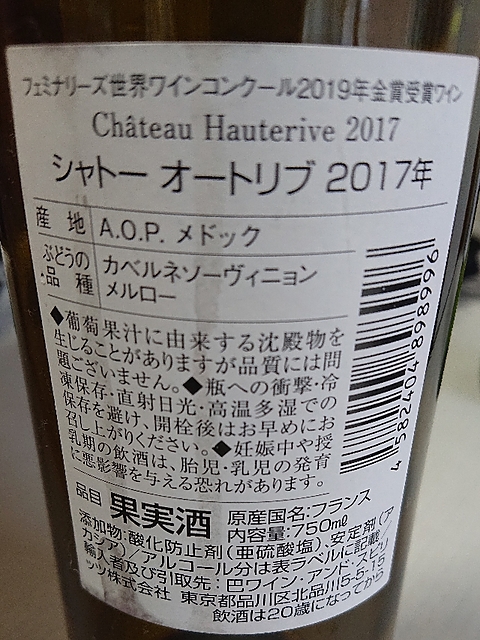 フェミナリーズ世界ワインコンクール2019年金賞受賞ワイン
Château Hauterive 2017
シャトー オートリブ 2017年
産地 A.O.P. メドック
ぶどうの品種 カベルネソーヴィニョン
メルロー
◆葡萄果汁に由来する沈殿物を
生じることがありますが品質には問
題ございません。◆瓶への衝撃・冷
凍保存・直射日光・高温多湿での
保存を避け、開栓後はお早めにお
召し上がりください。◆妊娠中や授
乳期の飲酒は、胎児・乳児の発育
に悪影響を与える恐れがあります。
4 582404 898996
品目 果実酒 原産国名:フランス
内容量:750mℓ
添加物:酸化防止剤(亜硫酸塩)、安定剤(ア
カシア)/アルコール分は表ラベルに記載/
輸入者及び引取先:巴ワイン・アンド・スピリ
ッツ株式会社 東京都品川区北品川5-5-15
飲酒は20歳になってから